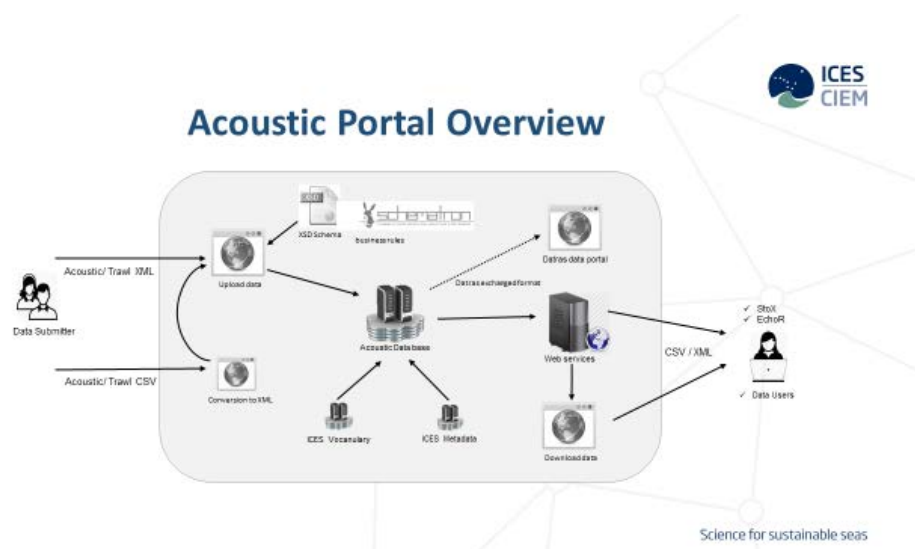 ICES
CIEM
Acoustic Portal Overview
XSD
schematron
XSD Schema
business rules
Acoustic/ Trawl XML
Upload data
Datras data portal
Datras exchanged format
Data Submitter
Acoustic Database
Web services
CSV / XML
✓ StoX
✓ EchoR
✓ Data Users
Acoustic/ Trawl CSV
Conversion to XML
ICES Vocanulary
ICES Metadata
Download data
Science for sustainable seas